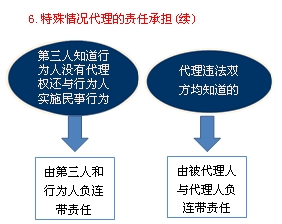 6. 特殊情况代理的责任承担(续)
第三人知道行
为人没有代理
权还与行为人
实施民事行为
代理违法双
方均知道的
由第三人和
行为人负连
带责任
由被代理人
与代理人负
连带责任